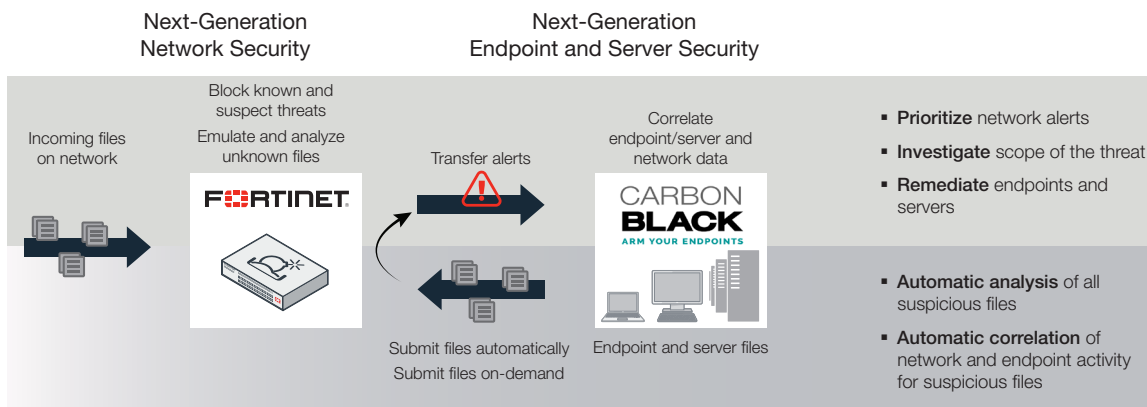 Next-Generation
Network Security
Next-Generation
Endpoint and Server Security
Incoming files
on network
Block known and
suspect threats
Emulate and analyze
unknown files
FORTINET
Transfer alerts
Correlate
endpoint/server and
network data
CARBON
BLACK
ARM YOUR ENDPOINTS
Submit files automatically
Submit files on-demand
Endpoint and server files
▪ Prioritize network alerts
▪ Investigate scope of the threat
▪ Remediate endpoints and
servers
▪ Automatic analysis of all
suspicious files
▪ Automatic correlation of
network and endpoint activity
for suspicious files